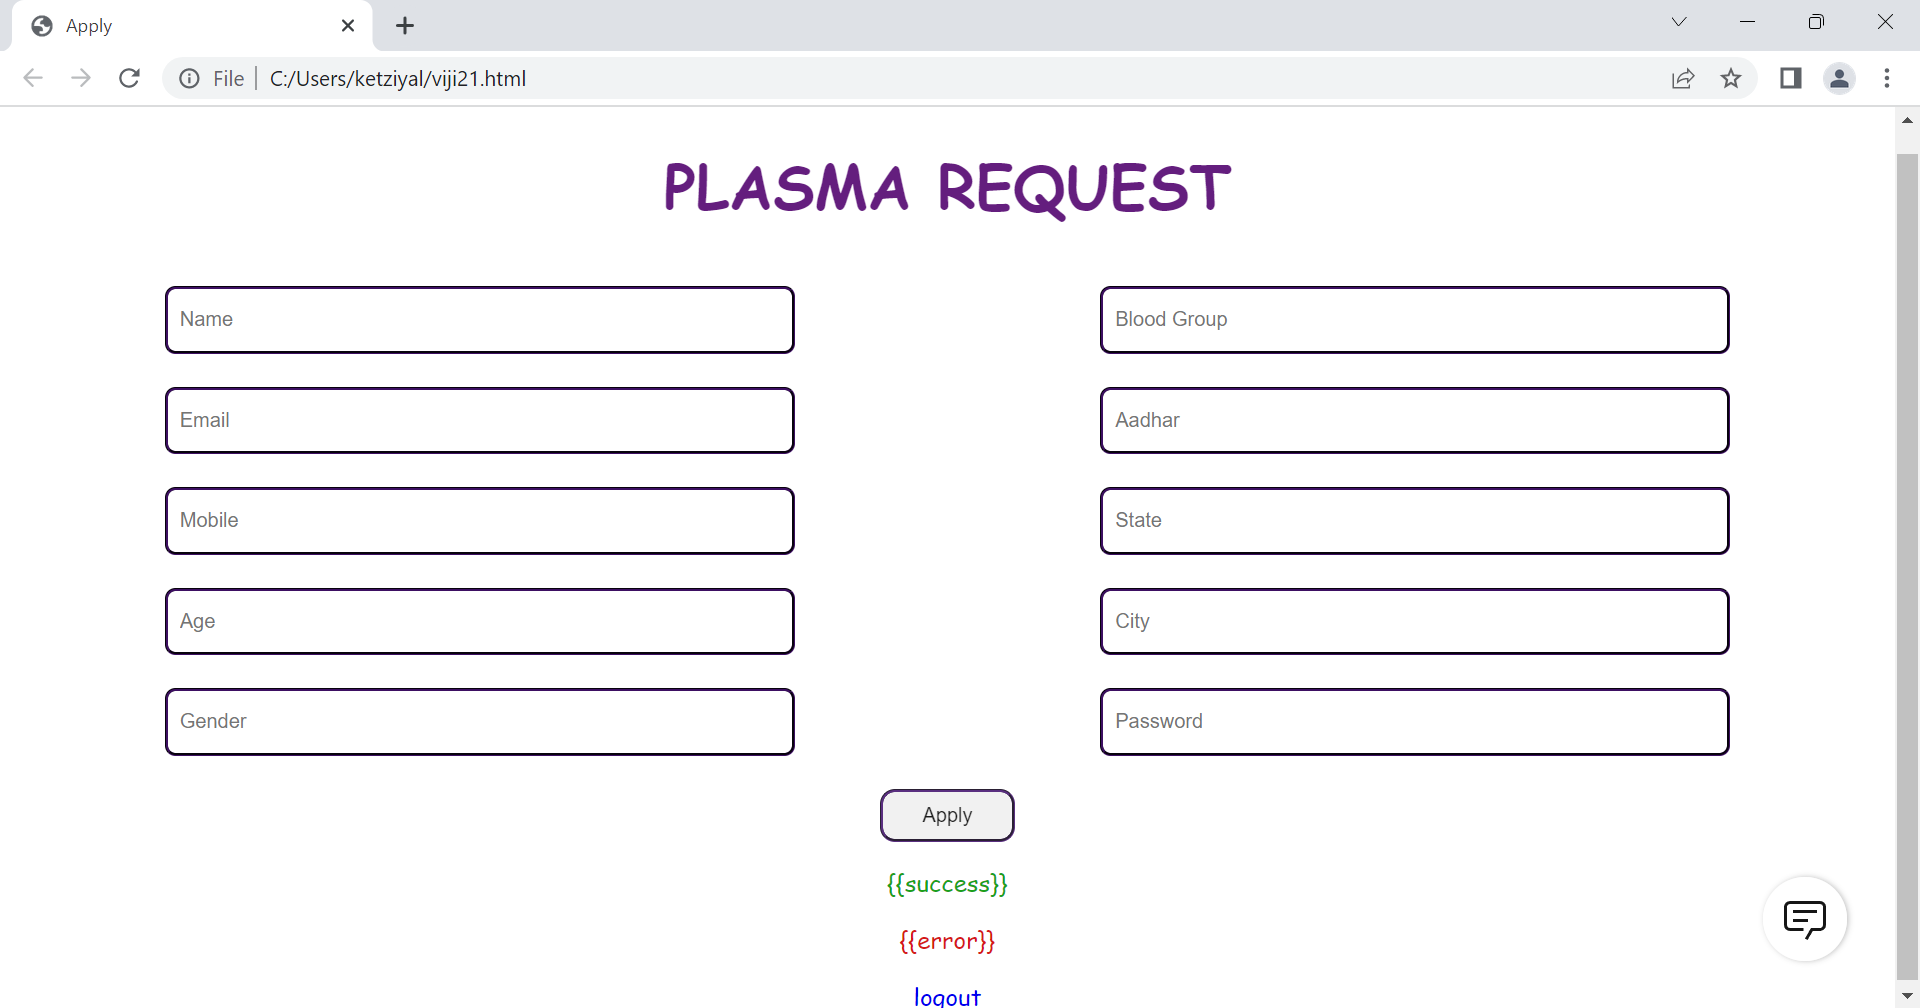 Apply
File C:/Users/ketziyal/viji21.html
PLASMA REQUEST
Name
Blood Group
Email
Aadhar
Mobile
State
Age
City
Gender
Password
Apply
{{success}}
{{error}}
logout